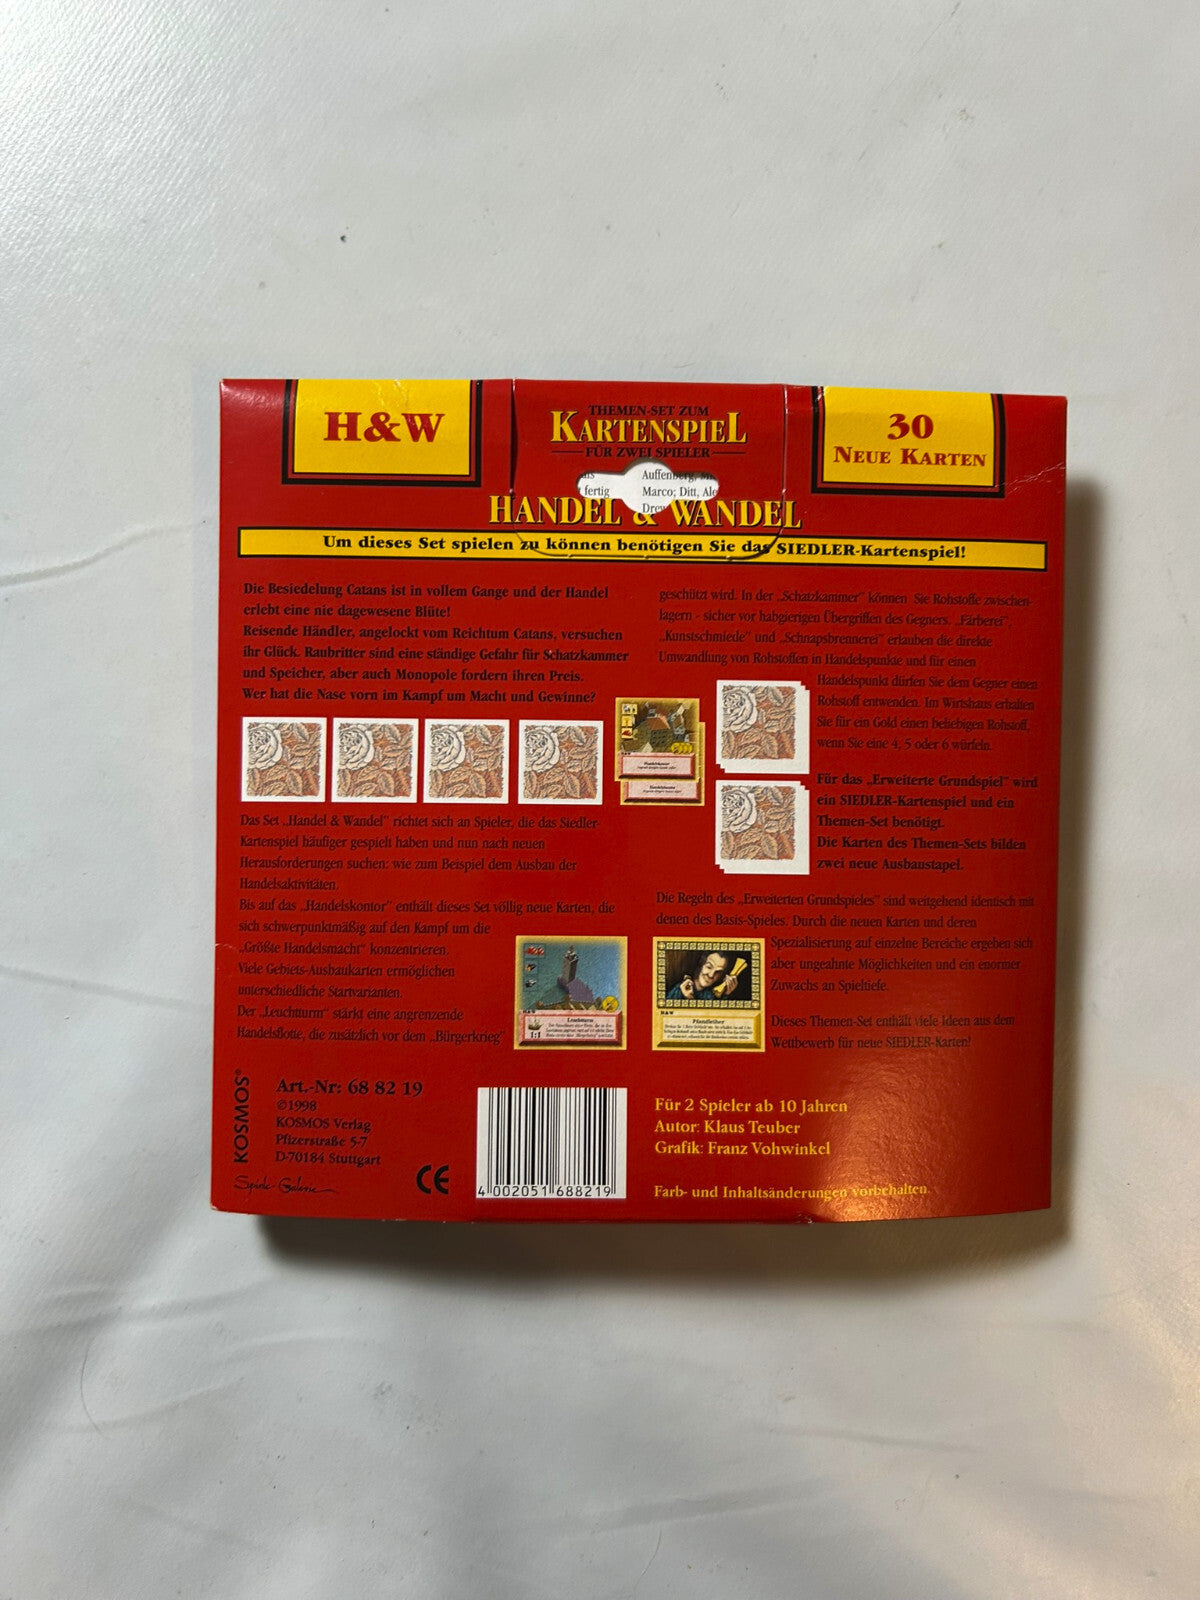 H&W
THEMEN-SET ZUM
KARTENSPIEL
FÜR ZWEI SPIELER
30
NEUE KARTEN
Auffenberg,
fertig
Marco; Ditt,
HANDEL & WANDEL
Um dieses Set spielen zu können benötigen Sie das SIEDLER-Kartenspiel!
Die Besiedelung Catans ist in vollem Gange und der Handel
erlebt eine nie dagewesene Blüte!
Reisende Händler, angelockt vom Reichtum Catans, versuchen
ihr Glück. Raubritter sind eine ständige Gefahr für Schatzkammer
und Speicher, aber auch Monopole fordern ihren Preis.
Wer hat die Nase vorn im Kampf um Macht und Gewinne?
Das Set „Handel & Wandel" richtet sich an Spieler, die das Siedler-
Kartenspiel häufiger gespielt haben und nun nach neuen
Herausforderungen suchen: wie zum Beispiel dem Ausbau der
Handelsaktivitäten.
Bis auf das „Handelskontor" enthält dieses Set völlig neue Karten, die
sich schwerpunktmäßig auf den Kampf um die
„Größte Handelsmacht" konzentrieren.
Viele Gebiets-Ausbaukarten ermöglichen
unterschiedliche Startvarianten.
Der „Leuchtturm" stärkt eine angrenzende
Handelsflotte, die zusätzlich vor dem „Bürgerkrieg"
geschützt wird. In der „Schatzkammer" können Sie Rohstoffe zwischen-
lagern - sicher vor habgierigen Übergriffen des Gegners. „Färberei",
„Kunstschmiede" und „Schnapsbrennerei" erlauben die direkte
Umwandlung von Rohstoffen in Handelspunkte und für einen
Handelspunkt dürfen Sie dem Gegner einen
Rohstoff entwenden. Im Wirtshaus erhalten
Sie für ein Gold einen beliebigen Rohstoff,
wenn Sie eine 4, 5 oder 6 würfeln.
Für das „Erweiterte Grundspiel" wird
ein SIEDLER-Kartenspiel und ein
Themen-Set benötigt.
Die Karten des Themen-Sets bilden
zwei neue Ausbaustapel.
Die Regeln des „Erweiterten Grundspieles" sind weitgehend identisch mit
denen des Basis-Spieles. Durch die neuen Karten und deren
Spezialisierung auf einzelne Bereiche ergeben sich
aber ungeahnte Möglichkeiten und ein enormer
Zuwachs an Spieltiefe.
Dieses Themen-Set enthält viele Ideen aus dem
Wettbewerb für neue SIEDLER-Karten!
H&W
Leuchtturm
1:1
H&W
Pfandleiher
KOSMOS®
Art.-Nr: 68 82 19
©1998
KOSMOS Verlag
Pfizerstraße 5-7
D-70184 Stuttgart
Spiele-Galerie
CE
4 002051 688219
Für 2 Spieler ab 10 Jahren
Autor: Klaus Teuber
Grafik: Franz Vohwinkel
Farb- und Inhaltsänderungen vorbehalten.